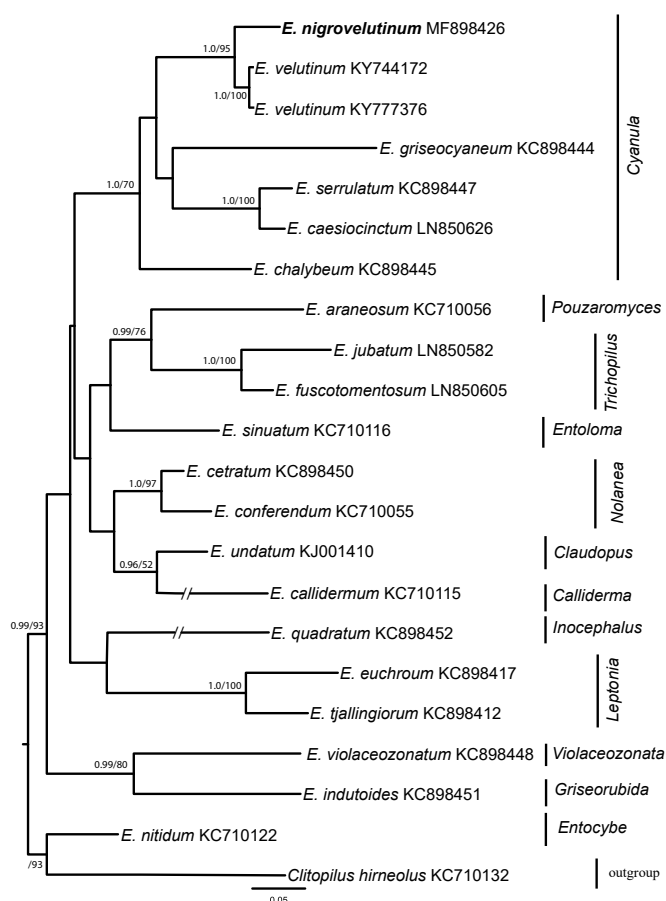 E. nigrovelutinum MF898426
1.0/95
E. velutinum KY744172
1.0/100
E. velutinum KY777376
E. griseocyaneum KC898444
Cyanula
1.0/70
E. serrulatum KC898447
1.0/100
E. caesiocinctum LN850626
E. chalybeum KC898445
E. araneosum KC710056
Pouzaromyces
0.99/76
E. jubatum LN850582
1.0/100
Trichopilus
E. fuscotomentosum LN850605
E. sinuatum KC710116
Entoloma
E. cetratum KC898450
1.0/97
Nolanea
E. conferendum KC710055
E. undatum KJ001410
Claudopus
0.96/52
E. callidermum KC710115
Calliderma
0.99/93
E. quadratum KC898452
Inocephalus
E. euchroum KC898417
1.0/100
Leptonia
E. tjallingiorum KC898412
E. violaceozonatum KC898448
Violaceozonata
0.99/80
E. indutoides KC898451
Griseorubida
E. nitidum KC710122
Entocybe
/93
Clitopilus hirneolus KC710132
outgroup
0.05